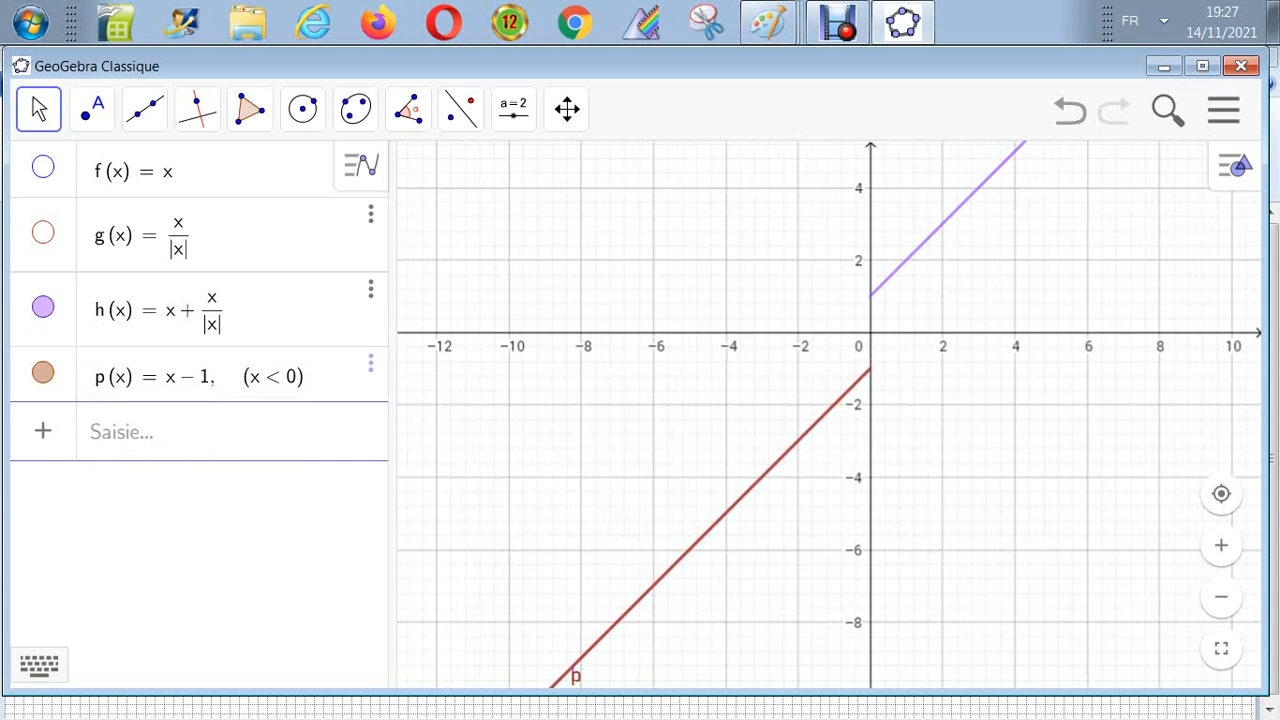 12
FR
19:27
14/11/2021
GeoGebra Classique
A
α
a=2
f(x) = x
g(x) = x/|x|
h(x) = x + x/|x|
p(x) = x − 1, (x < 0)
+ Saisie...
4
2
−12 −10 −8 −6 −4 −2 0 2 4 6 8 10
−2
−4
−6
−8
p